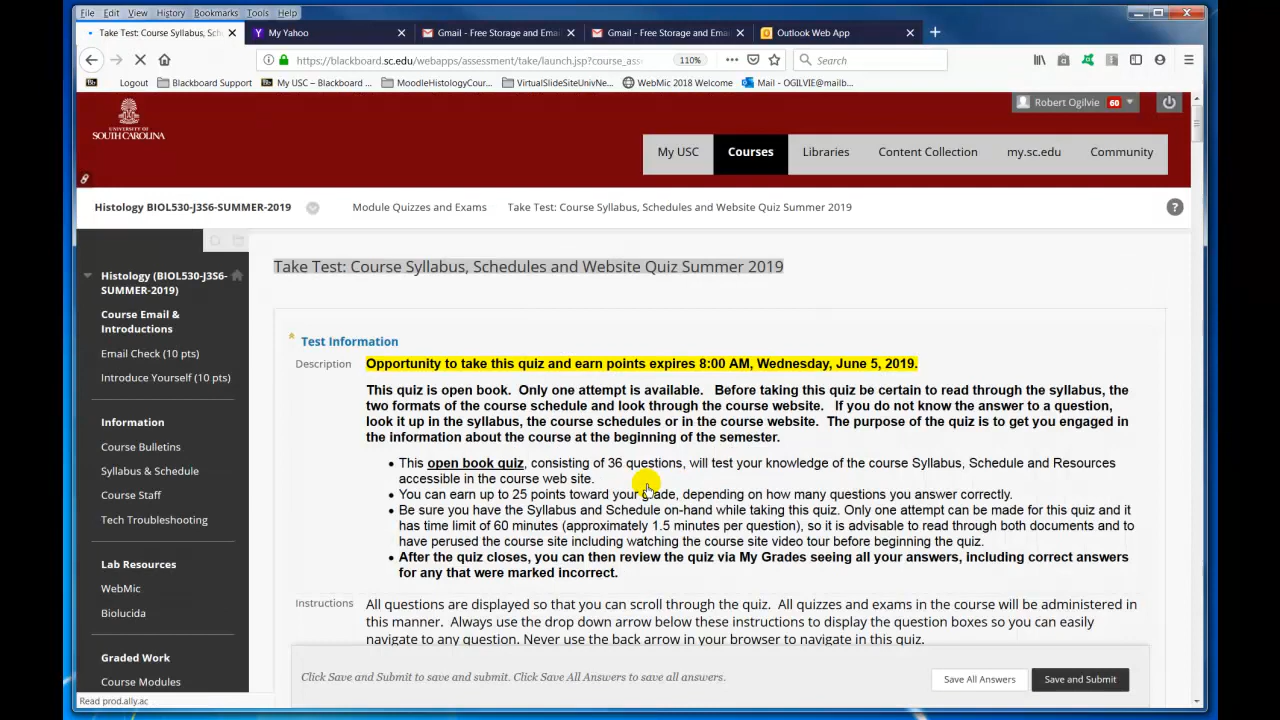 File Edit View History Bookmarks Tools Help
Take Test: Course Syllabus, Sch
My Yahoo
Gmail - Free Storage and Ema
Gmail - Free Storage and Ema
Outlook Web App
https://blackboard.sc.edu/webapps/assessment/take/launch.jsp?course_ass
110%
Search
Logout
Blackboard Support
My USC – Blackboard ...
MoodleHistologyCour...
VirtualSlideSiteUnivNe...
WebMic 2018 Welcome
Mail - OGILVIE@mailb...
UNIVERSITY OF
SOUTH CAROLINA
Robert Ogilvie 60
My USC
Courses
Libraries
Content Collection
my.sc.edu
Community
Histology BIOL530-J3S6-SUMMER-2019
Module Quizzes and Exams
Take Test: Course Syllabus, Schedules and Website Quiz Summer 2019
?
Histology (BIOL530-J3S6-
SUMMER-2019)
Course Email &
Introductions
Email Check (10 pts)
Introduce Yourself (10 pts)
Information
Course Bulletins
Syllabus & Schedule
Course Staff
Tech Troubleshooting
Lab Resources
WebMic
Biolucida
Graded Work
Course Modules
Read prod.ally.ac
Take Test: Course Syllabus, Schedules and Website Quiz Summer 2019
Test Information
Description
Opportunity to take this quiz and earn points expires 8:00 AM, Wednesday, June 5, 2019.
This quiz is open book. Only one attempt is available. Before taking this quiz be certain to read through the syllabus, the
two formats of the course schedule and look through the course website. If you do not know the answer to a question,
look it up in the syllabus, the course schedules or in the course website. The purpose of the quiz is to get you engaged in
the information about the course at the beginning of the semester.
• This open book quiz, consisting of 36 questions, will test your knowledge of the course Syllabus, Schedule and Resources
accessible in the course web site.
• You can earn up to 25 points toward your grade, depending on how many questions you answer correctly.
• Be sure you have the Syllabus and Schedule on-hand while taking this quiz. Only one attempt can be made for this quiz and it
has time limit of 60 minutes (approximately 1.5 minutes per question), so it is advisable to read through both documents and to
have perused the course site including watching the course site video tour before beginning the quiz.
• After the quiz closes, you can then review the quiz via My Grades seeing all your answers, including correct answers
for any that were marked incorrect.
Instructions
All questions are displayed so that you can scroll through the quiz. All quizzes and exams in the course will be administered in
this manner. Always use the drop down arrow below these instructions to display the question boxes so you can easily
navigate to any question. Never use the back arrow in your browser to navigate in this quiz.
Click Save and Submit to save and submit. Click Save All Answers to save all answers.
Save All Answers
Save and Submit